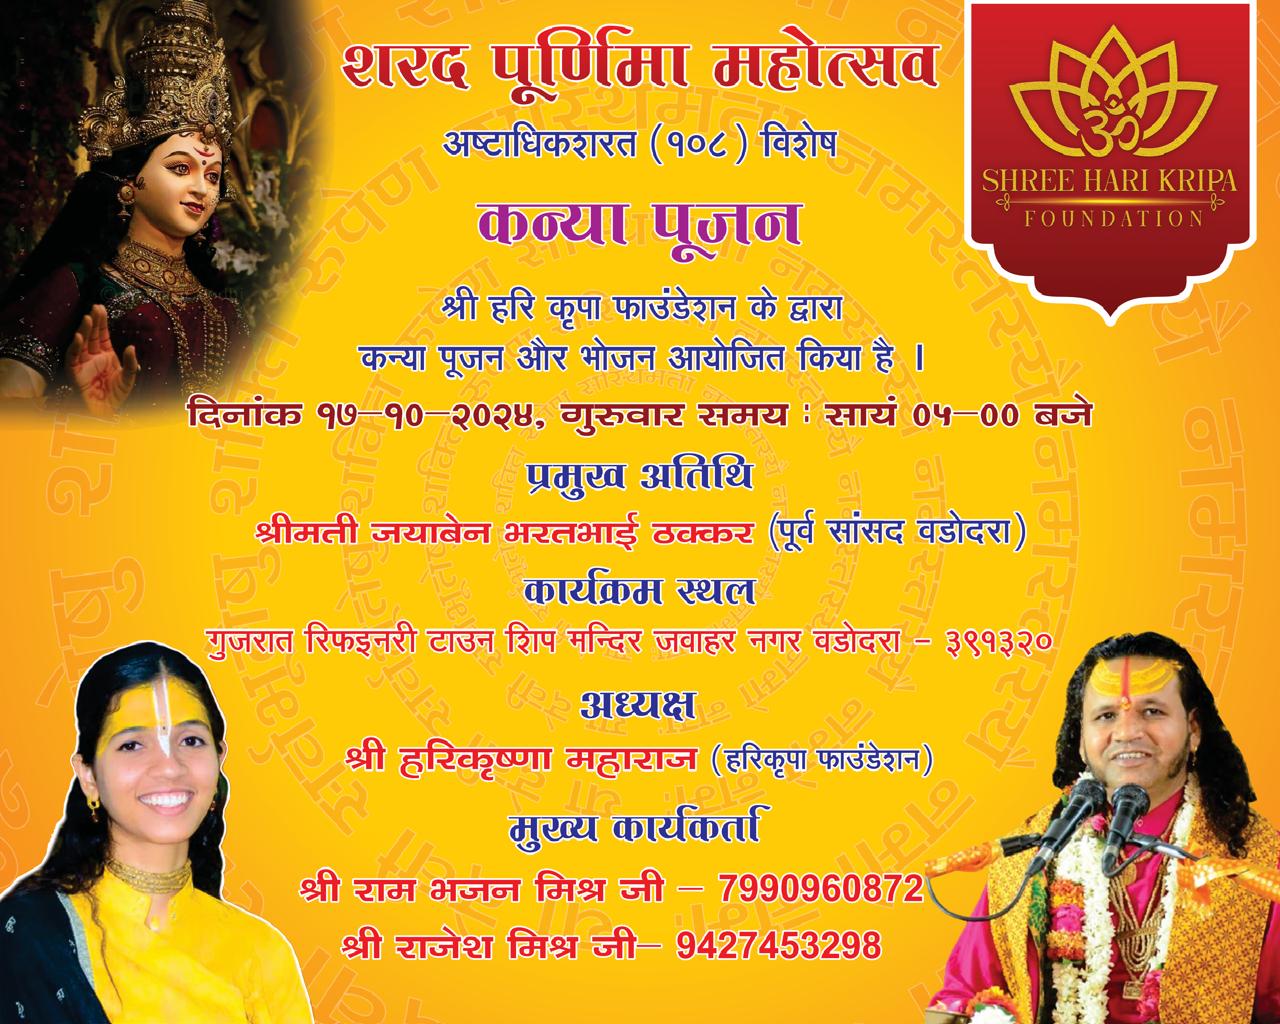 शरद पूर्णिमा महोत्सव
अष्टाधिकशरत (१०८) विशेष
कन्या पूजन
श्री हरि कृपा फाउंडेशन के द्वारा
कन्या पूजन और भोजन आयोजित किया है ।
दिनांक १७-१०-२०२४, गुरुवार समय : सायं ०५-०० बजे
प्रमुख अतिथि
श्रीमती जयाबेन भरतभाई ठक्कर (पूर्व सांसद वडोदरा)
कार्यक्रम स्थल
गुजरात रिफइनरी टाउन शिप मन्दिर जवाहर नगर वडोदरा - ३९१३२०
अध्यक्ष
श्री हरिकृष्णा महाराज (हरिकृपा फाउंडेशन)
मुख्य कार्यकर्ता
श्री राम भजन मिश्र जी - 7990960872
श्री राजेश मिश्र जी- 9427453298
ॐ
SHREE HARI KRIPA
FOUNDATION